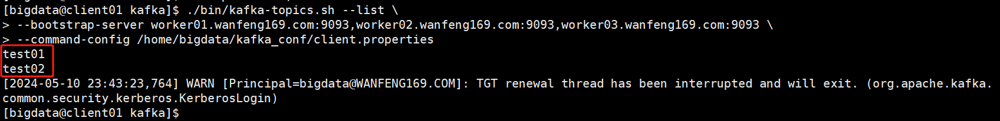 [bigdata@client01 kafka]$ ./bin/kafka-topics.sh --list \
> --bootstrap-server worker01.wanfeng169.com:9093,worker02.wanfeng169.com:9093,worker03.wanfeng169.com:9093 \
> --command-config /home/bigdata/kafka_conf/client.properties
test01
test02
[2024-05-10 23:43:23,764] WARN [Principal=bigdata@WANFENG169.COM]: TGT renewal thread has been interrupted and will exit. (org.apache.kafka.
common.security.kerberos.KerberosLogin)
[bigdata@client01 kafka]$